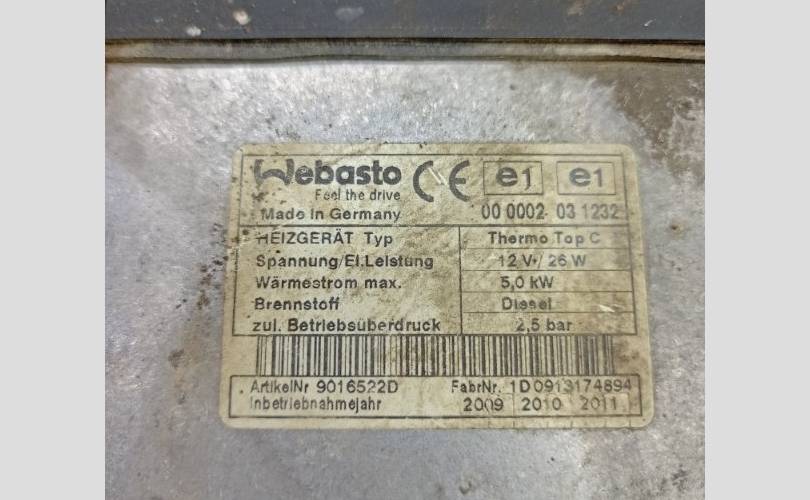 Webasto CE e1 e1
Feel the drive
Made in Germany 00 0002 03 1232
HEIZGERÄT Typ Thermo Top C
Spannung/El.Leistung 12 V / 26 W
Wärmestrom max. 5,0 kW
Brennstoff Diesel
zul. Betriebsüberdruck 2,5 bar
ArtikelNr 9016522D FabrNr. 1D0913174894
Inbetriebnahmejahr 2009 2010 2011